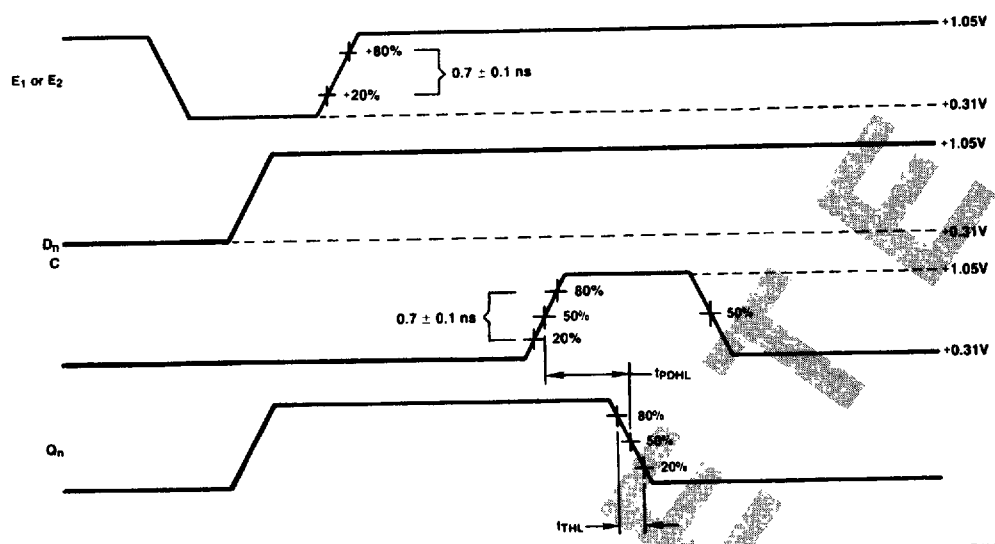 +1.05V
+80%
E1 or E2
0.7 ± 0.1 ns
+20%
+0.31V
+1.05V
Dn
+0.31V
C
+1.05V
80%
0.7 ± 0.1 ns
50%
50%
20%
+0.31V
tPDHL
80%
Qn
50%
20%
tTHL